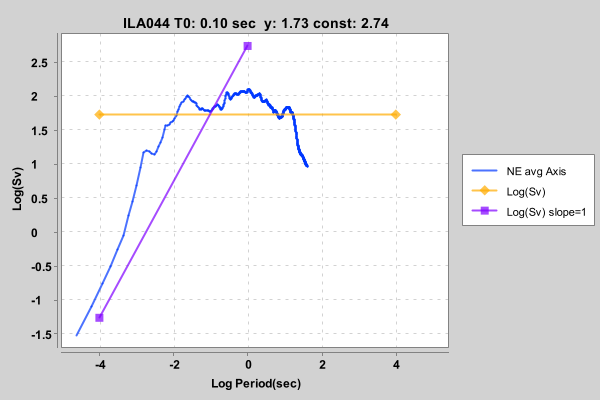 ILA044 T0: 0.10 sec  y: 1.73 const: 2.74
Log(Sv)
2.5
2
1.5
1
0.5
0
-0.5
-1
-1.5
-4 -2 0 2 4
Log Period(sec)
NE avg Axis
Log(Sv)
Log(Sv) slope=1